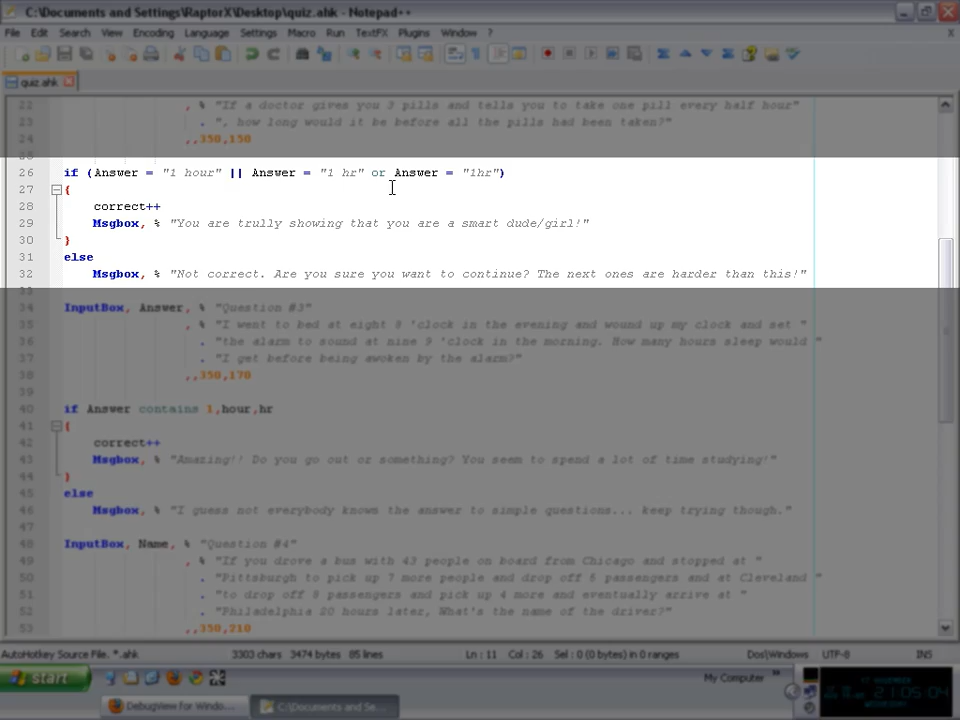 C:\Documents and Settings\RaptorX\Desktop\quiz.ahk - Notepad++
File Edit Search View Encoding Language Settings Macro Run TextFX Plugins Window ? X
quiz.ahk
22 , % "If a doctor gives you 3 pills and tells you to take one pill every half hour"
23 . ", how long would it be before all the pills had been taken?"
24 ,,350,150
25
26 if (Answer = "1 hour" || Answer = "1 hr" or Answer = "1hr")
27 {
28 correct++
29 Msgbox, % "You are trully showing that you are a smart dude/girl!"
30 }
31 else
32 Msgbox, % "Not correct. Are you sure you want to continue? The next ones are harder than this!"
33
34 InputBox, Answer, % "Question #3"
35 , % "I went to bed at eight 8 'clock in the evening and wound up my clock and set "
36 . "the alarm to sound at nine 9 'clock in the morning. How many hours sleep would "
37 . "I get before being awoken by the alarm?"
38 ,,350,170
39
40 if Answer contains 1,hour,hr
41 {
42 correct++
43 Msgbox, % "Amazing!! Do you go out or something? You seem to spend a lot of time studying!"
44 }
45 else
46 Msgbox, % "I guess not everybody knows the answer to simple questions... keep trying though."
47
48 InputBox, Name, % "Question #4"
49 , % "If you drove a bus with 43 people on board from Chicago and stopped at "
50 . "Pittsburgh to pick up 7 more people and drop off 5 passengers and at Cleveland "
51 . "to drop off 8 passengers and pick up 4 more and eventually arrive at "
52 . "Philadelphia 20 hours later, What's the name of the driver?"
53 ,,350,210
AutoHotkey Source File. *.ahk 3303 chars 3474 bytes 85 lines Ln : 11 Col : 26 Sel : 0 (0 bytes) in 0 ranges Dos\Windows UTF-8 INS
start My Computer »
DebugView for Windo... C:\Documents and Se...
21:05:04